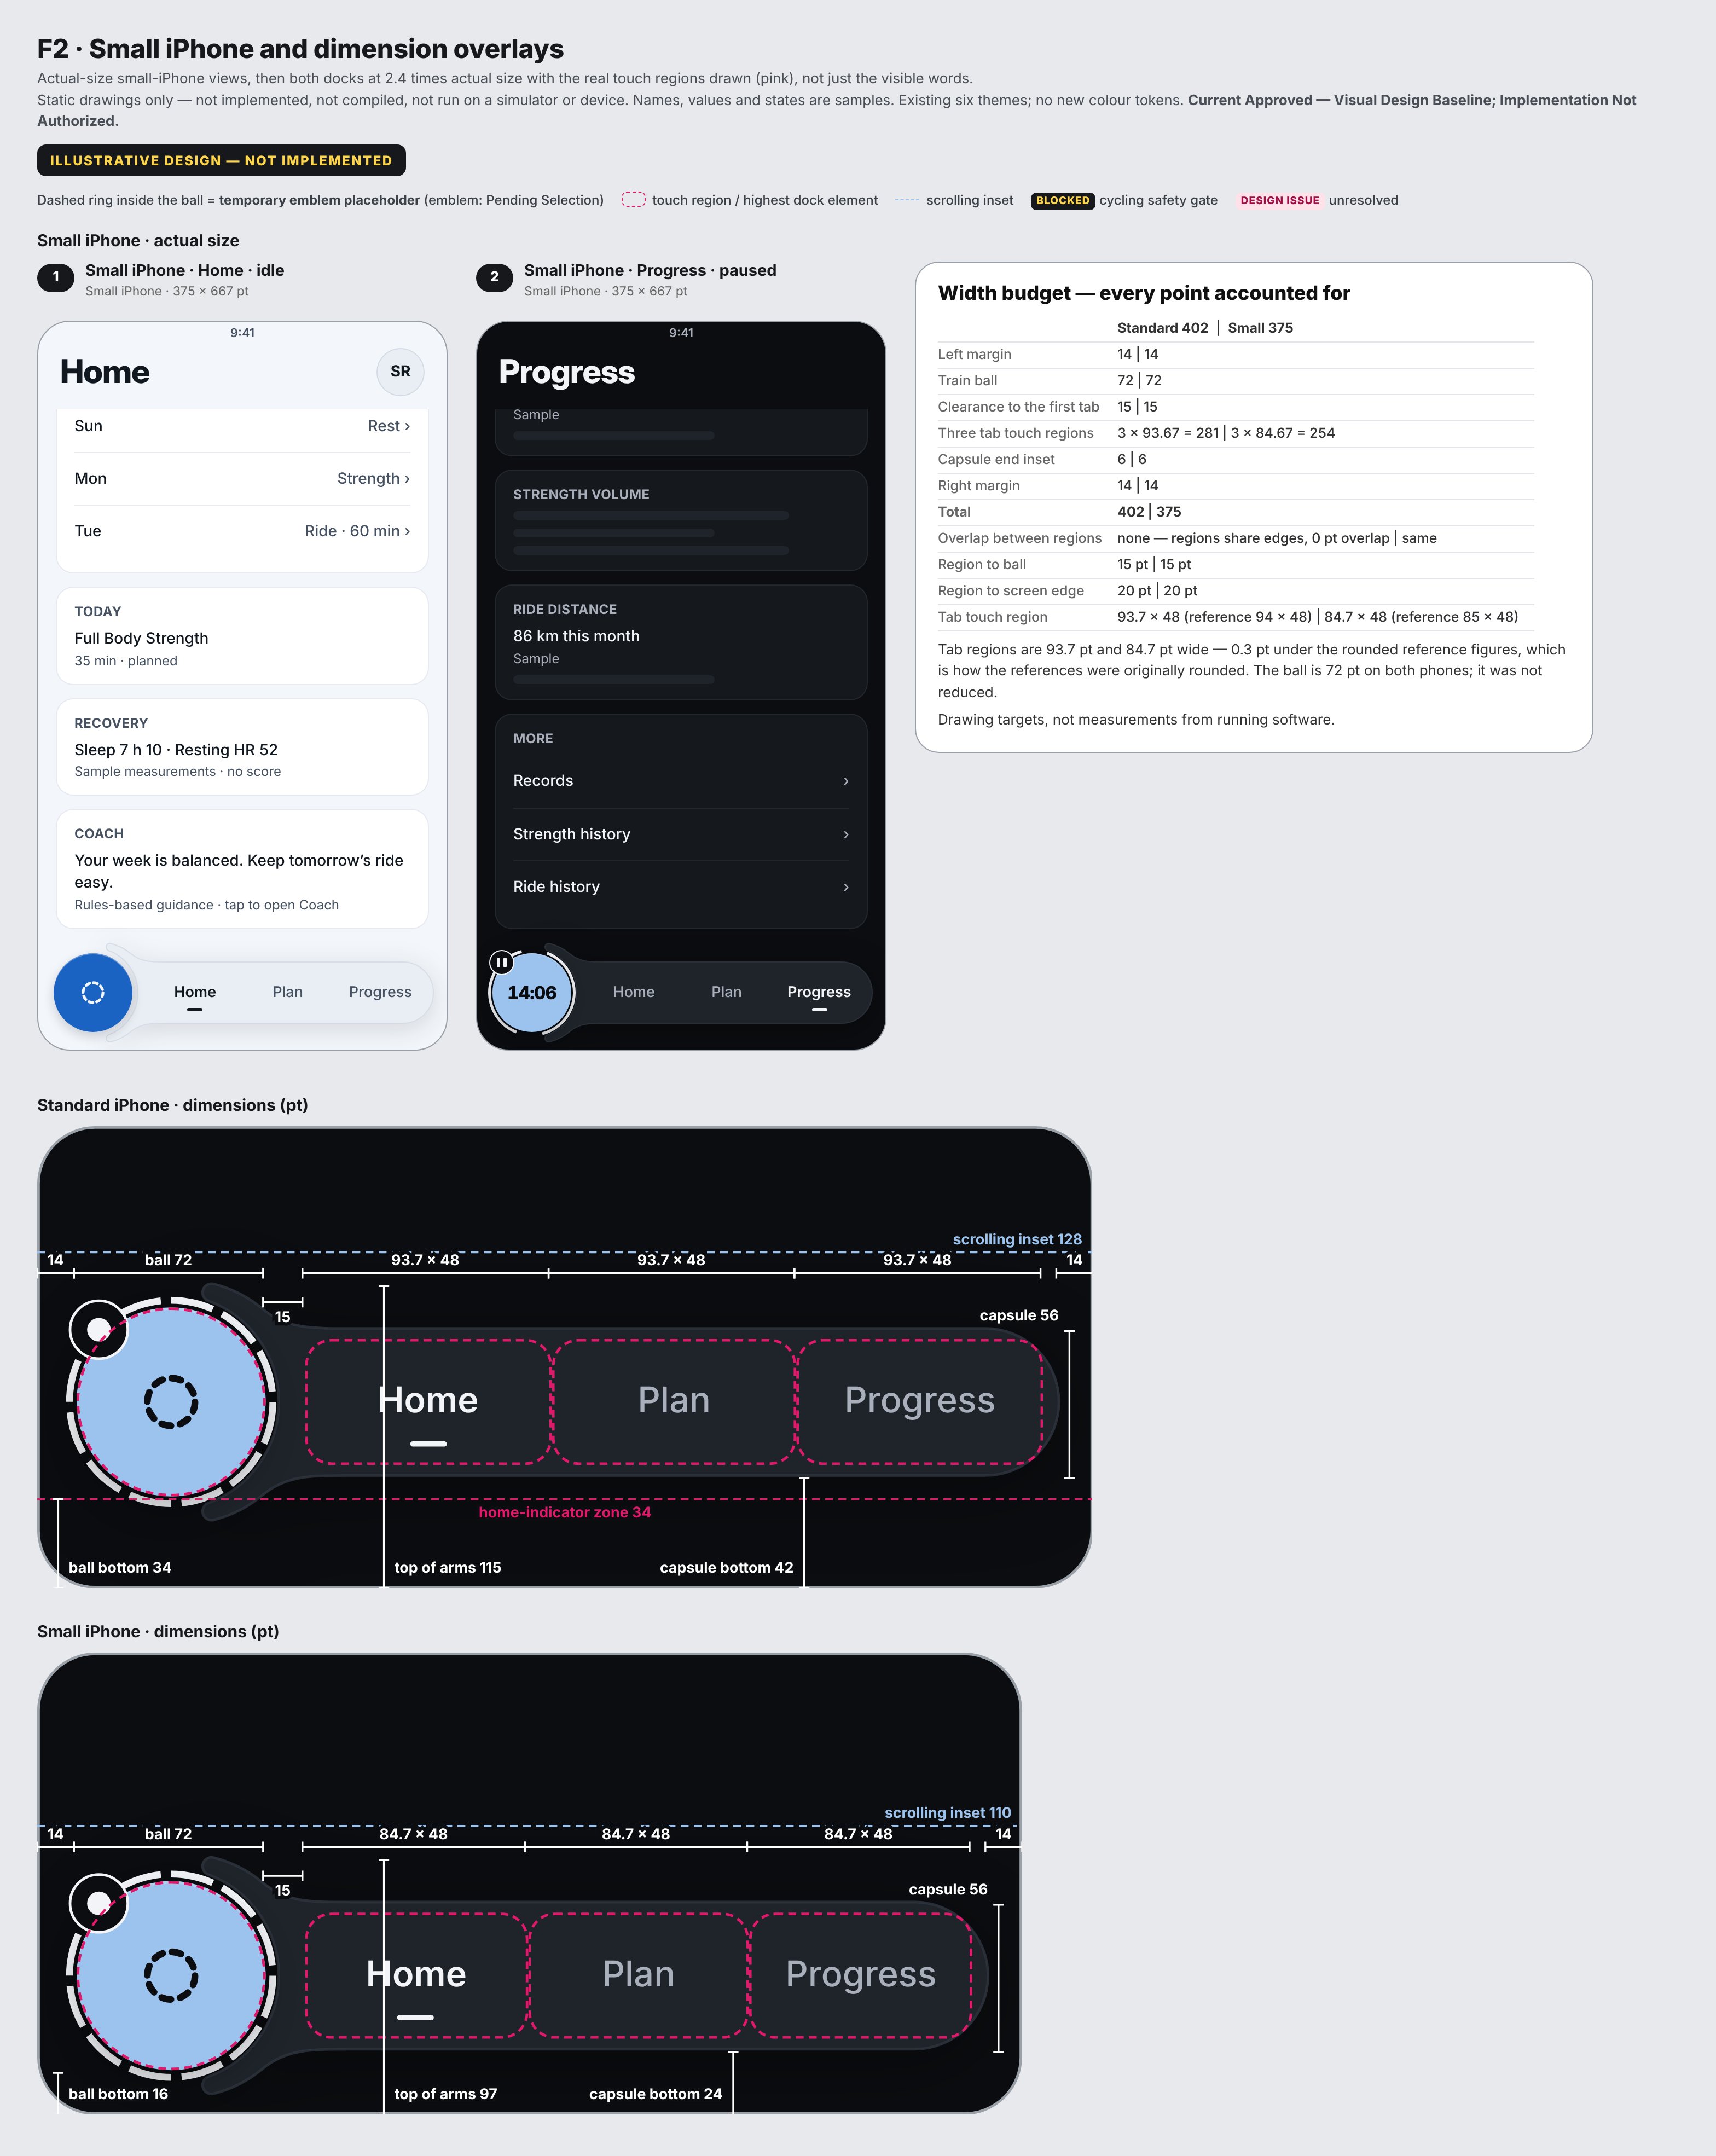 F2 · Small iPhone and dimension overlays
Actual-size small-iPhone views, then both docks at 2.4 times actual size with the real touch regions drawn (pink), not just the visible words.
Static drawings only — not implemented, not compiled, not run on a simulator or device. Names, values and states are samples. Existing six themes; no new colour tokens. Current Approved — Visual Design Baseline; Implementation Not
Authorized.
ILLUSTRATIVE DESIGN — NOT IMPLEMENTED
Dashed ring inside the ball = temporary emblem placeholder (emblem: Pending Selection) touch region / highest dock element scrolling inset BLOCKED cycling safety gate DESIGN ISSUE unresolved
Small iPhone · actual size
1 Small iPhone · Home · idle
Small iPhone · 375 × 667 pt
9:41
Home SR
Sun Rest ›
Mon Strength ›
Tue Ride · 60 min ›
TODAY
Full Body Strength
35 min · planned
RECOVERY
Sleep 7 h 10 · Resting HR 52
Sample measurements · no score
COACH
Your week is balanced. Keep tomorrow’s ride
easy.
Rules-based guidance · tap to open Coach
Home Plan Progress
2 Small iPhone · Progress · paused
Small iPhone · 375 × 667 pt
9:41
Progress
Sample
STRENGTH VOLUME
RIDE DISTANCE
86 km this month
Sample
MORE
Records ›
Strength history ›
Ride history ›
14:06 Home Plan Progress
Width budget — every point accounted for
Standard 402 | Small 375
Left margin 14 | 14
Train ball 72 | 72
Clearance to the first tab 15 | 15
Three tab touch regions 3 × 93.67 = 281 | 3 × 84.67 = 254
Capsule end inset 6 | 6
Right margin 14 | 14
Total 402 | 375
Overlap between regions none — regions share edges, 0 pt overlap | same
Region to ball 15 pt | 15 pt
Region to screen edge 20 pt | 20 pt
Tab touch region 93.7 × 48 (reference 94 × 48) | 84.7 × 48 (reference 85 × 48)
Tab regions are 93.7 pt and 84.7 pt wide — 0.3 pt under the rounded reference figures, which
is how the references were originally rounded. The ball is 72 pt on both phones; it was not
reduced.
Drawing targets, not measurements from running software.
Standard iPhone · dimensions (pt)
scrolling inset 128
14 ball 72 93.7 × 48 93.7 × 48 93.7 × 48 14
15 capsule 56
Home Plan Progress
home-indicator zone 34
ball bottom 34 top of arms 115 capsule bottom 42
Small iPhone · dimensions (pt)
scrolling inset 110
14 ball 72 84.7 × 48 84.7 × 48 84.7 × 48 14
15 capsule 56
Home Plan Progress
ball bottom 16 top of arms 97 capsule bottom 24